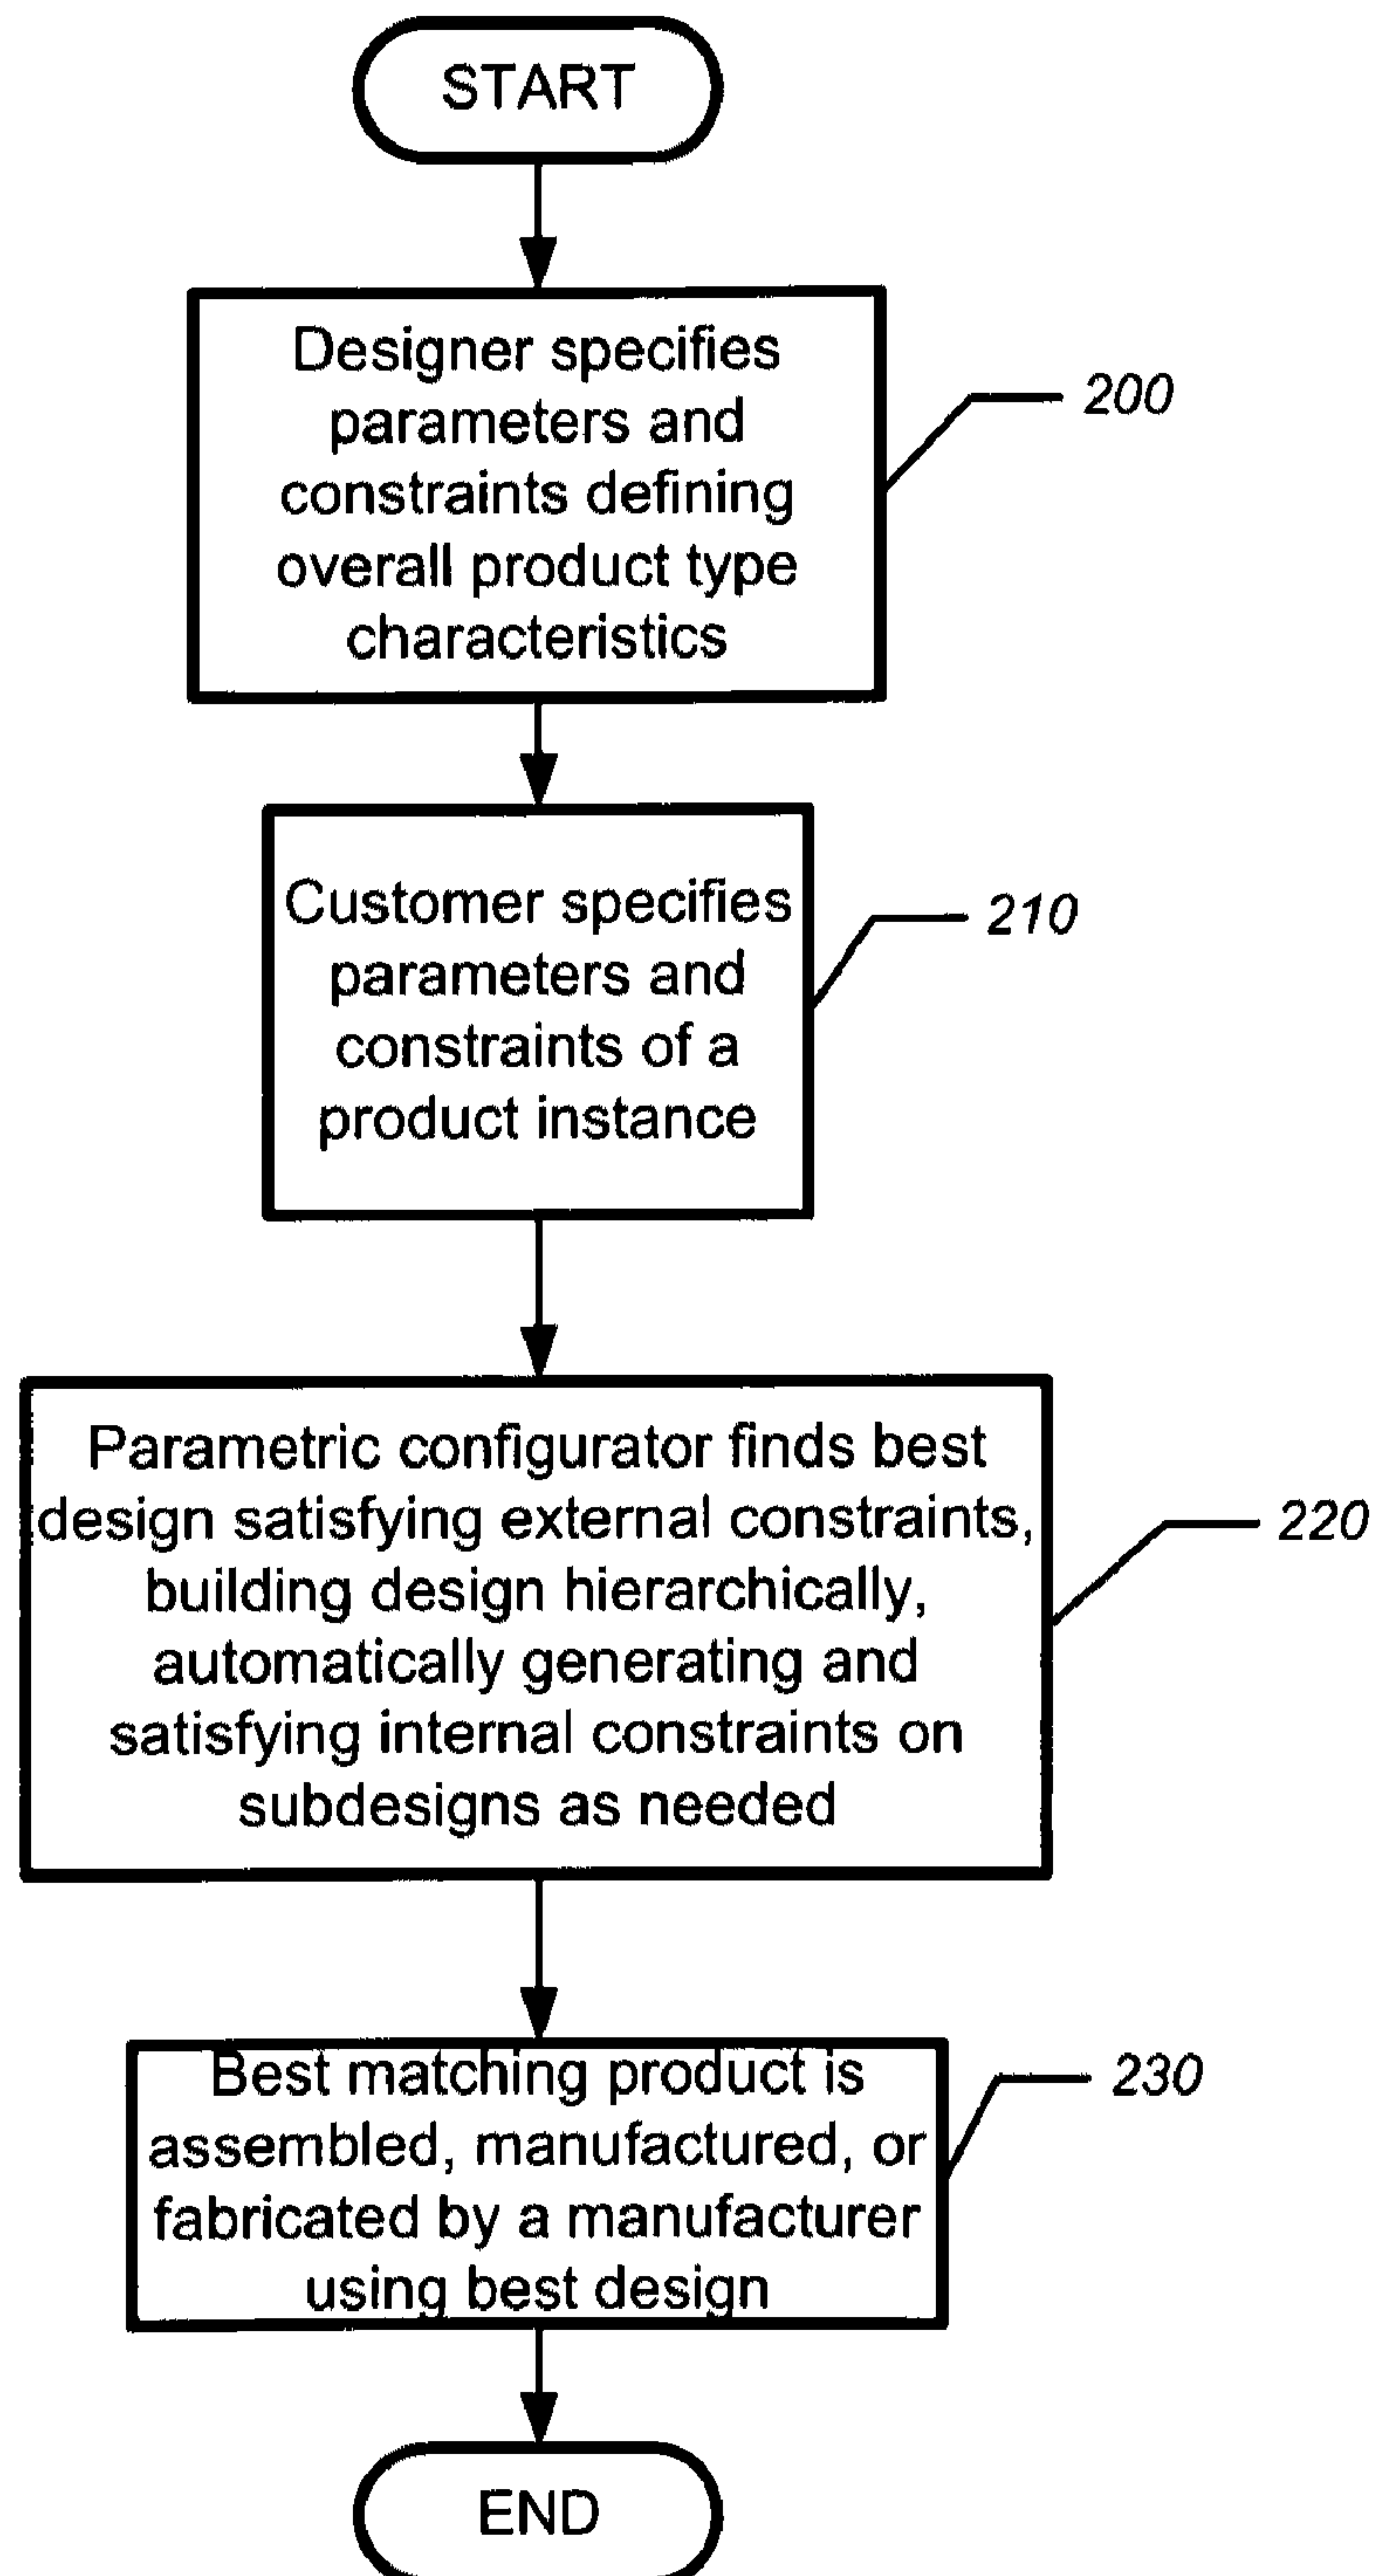 START
Designer specifies
parameters and
constraints defining
overall product type
characteristics
200
Customer specifies
parameters and
constraints of a
product instance
210
Parametric configurator finds best
design satisfying external constraints,
building design hierarchically,
automatically generating and
satisfying internal constraints on
subdesigns as needed
220
Best matching product is
assembled, manufactured, or
fabricated by a manufacturer
using best design
230
END